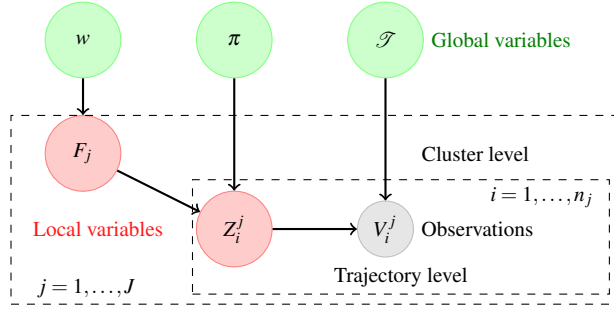 w π 𝒯 Global variables
F_j Cluster level
i = 1, …, n_j
Local variables Z_i^j V_i^j Observations
Trajectory level
j = 1, …, J